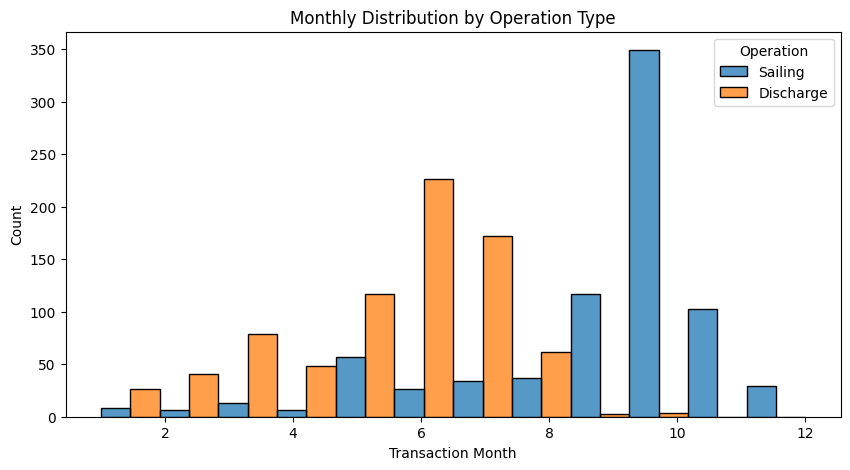 Monthly Distribution by Operation Type
Operation
Sailing
Discharge
350
300
250
200
150
100
50
0
Count
2 4 6 8 10 12
Transaction Month